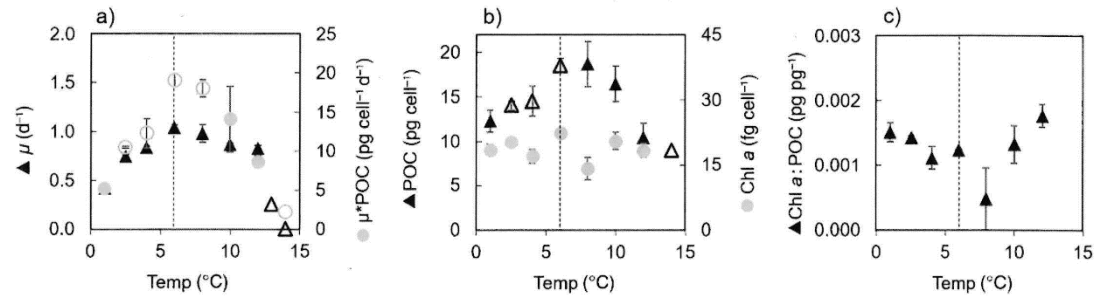 a)
2.0
1.5
1.0
0.5
0.0
25
20
15
10
5
0
0 5 10 15
▲ μ (d⁻¹)
● μ*POC (pg cell⁻¹ d⁻¹)
Temp (°C)
b)
20
15
10
5
0
45
30
15
0
0 5 10 15
▲ POC (pg cell⁻¹)
● Chl a (fg cell⁻¹)
Temp (°C)
c)
0.003
0.002
0.001
0.000
0 5 10 15
▲ Chl a: POC (pg pg⁻¹)
Temp (°C)